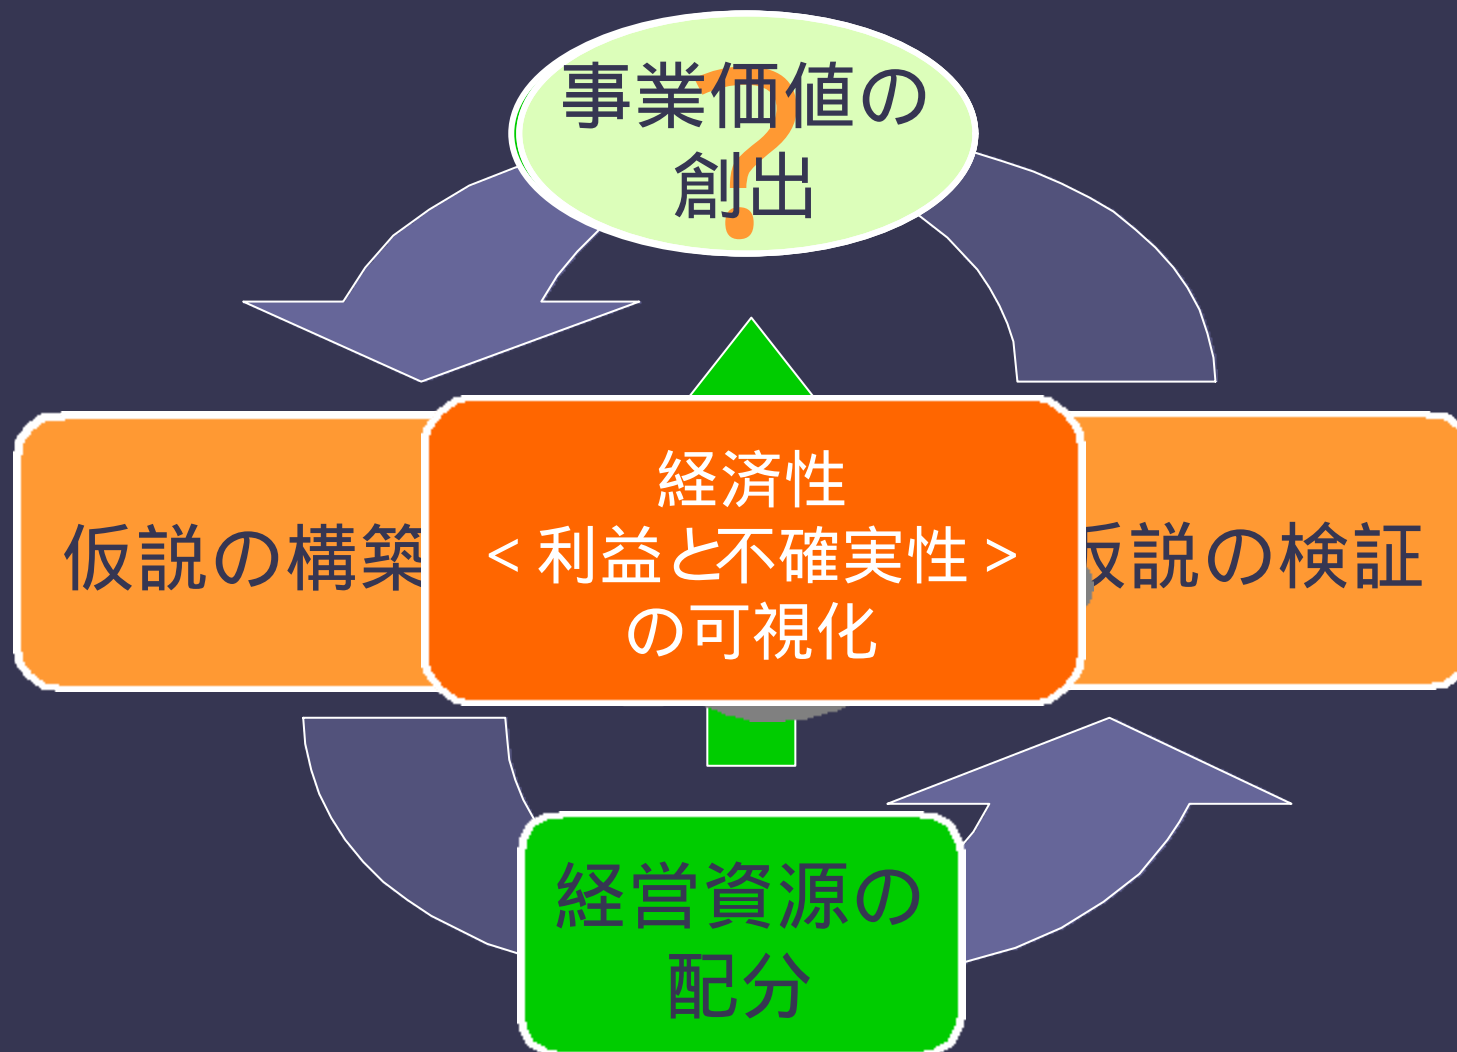 事業価値の
創出
?
経済性
<利益と不確実性>
の可視化
仮説の構築
仮説の検証
経営資源の
配分